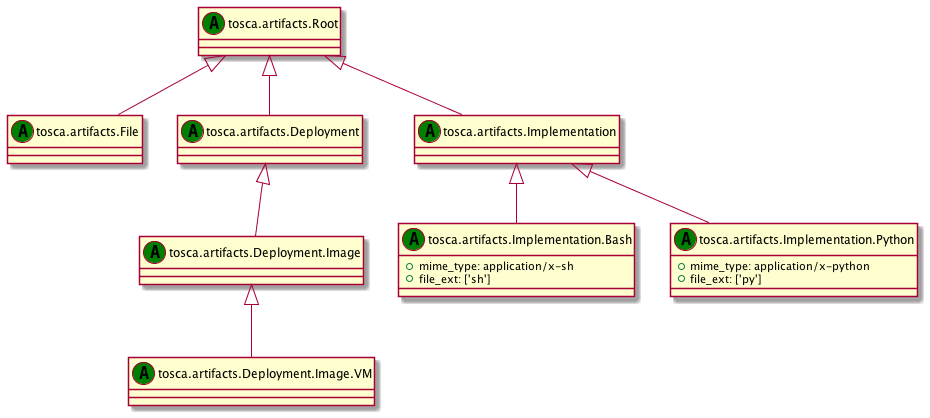 A tosca.artifacts.Root
A tosca.artifacts.File
A tosca.artifacts.Deployment
A tosca.artifacts.Implementation
A tosca.artifacts.Deployment.Image
A tosca.artifacts.Implementation.Bash
mime_type: application/x-sh
file_ext: ['sh']
A tosca.artifacts.Implementation.Python
mime_type: application/x-python
file_ext: ['py']
A tosca.artifacts.Deployment.Image.VM